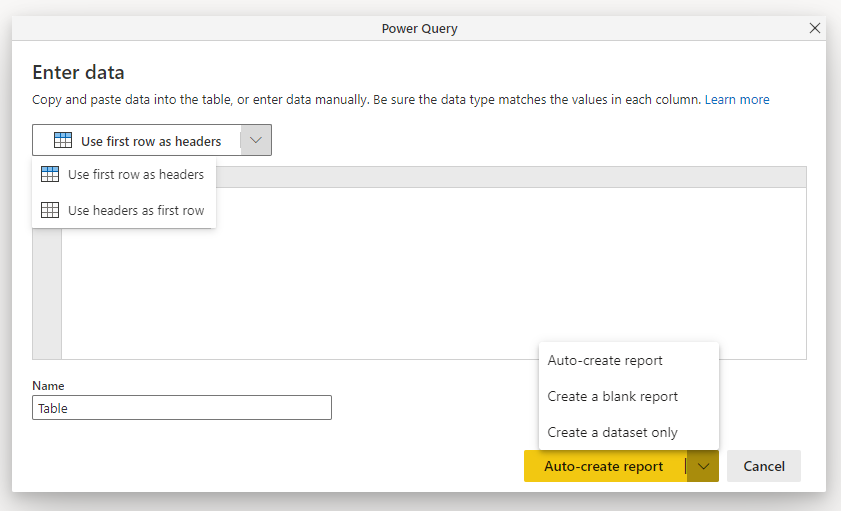 Power Query
Enter data
Copy and paste data into the table, or enter data manually. Be sure the data type matches the values in each column. Learn more
Use first row as headers
Use first row as headers
Use headers as first row
Name
Table
Auto-create report
Create a blank report
Create a dataset only
Auto-create report
Cancel